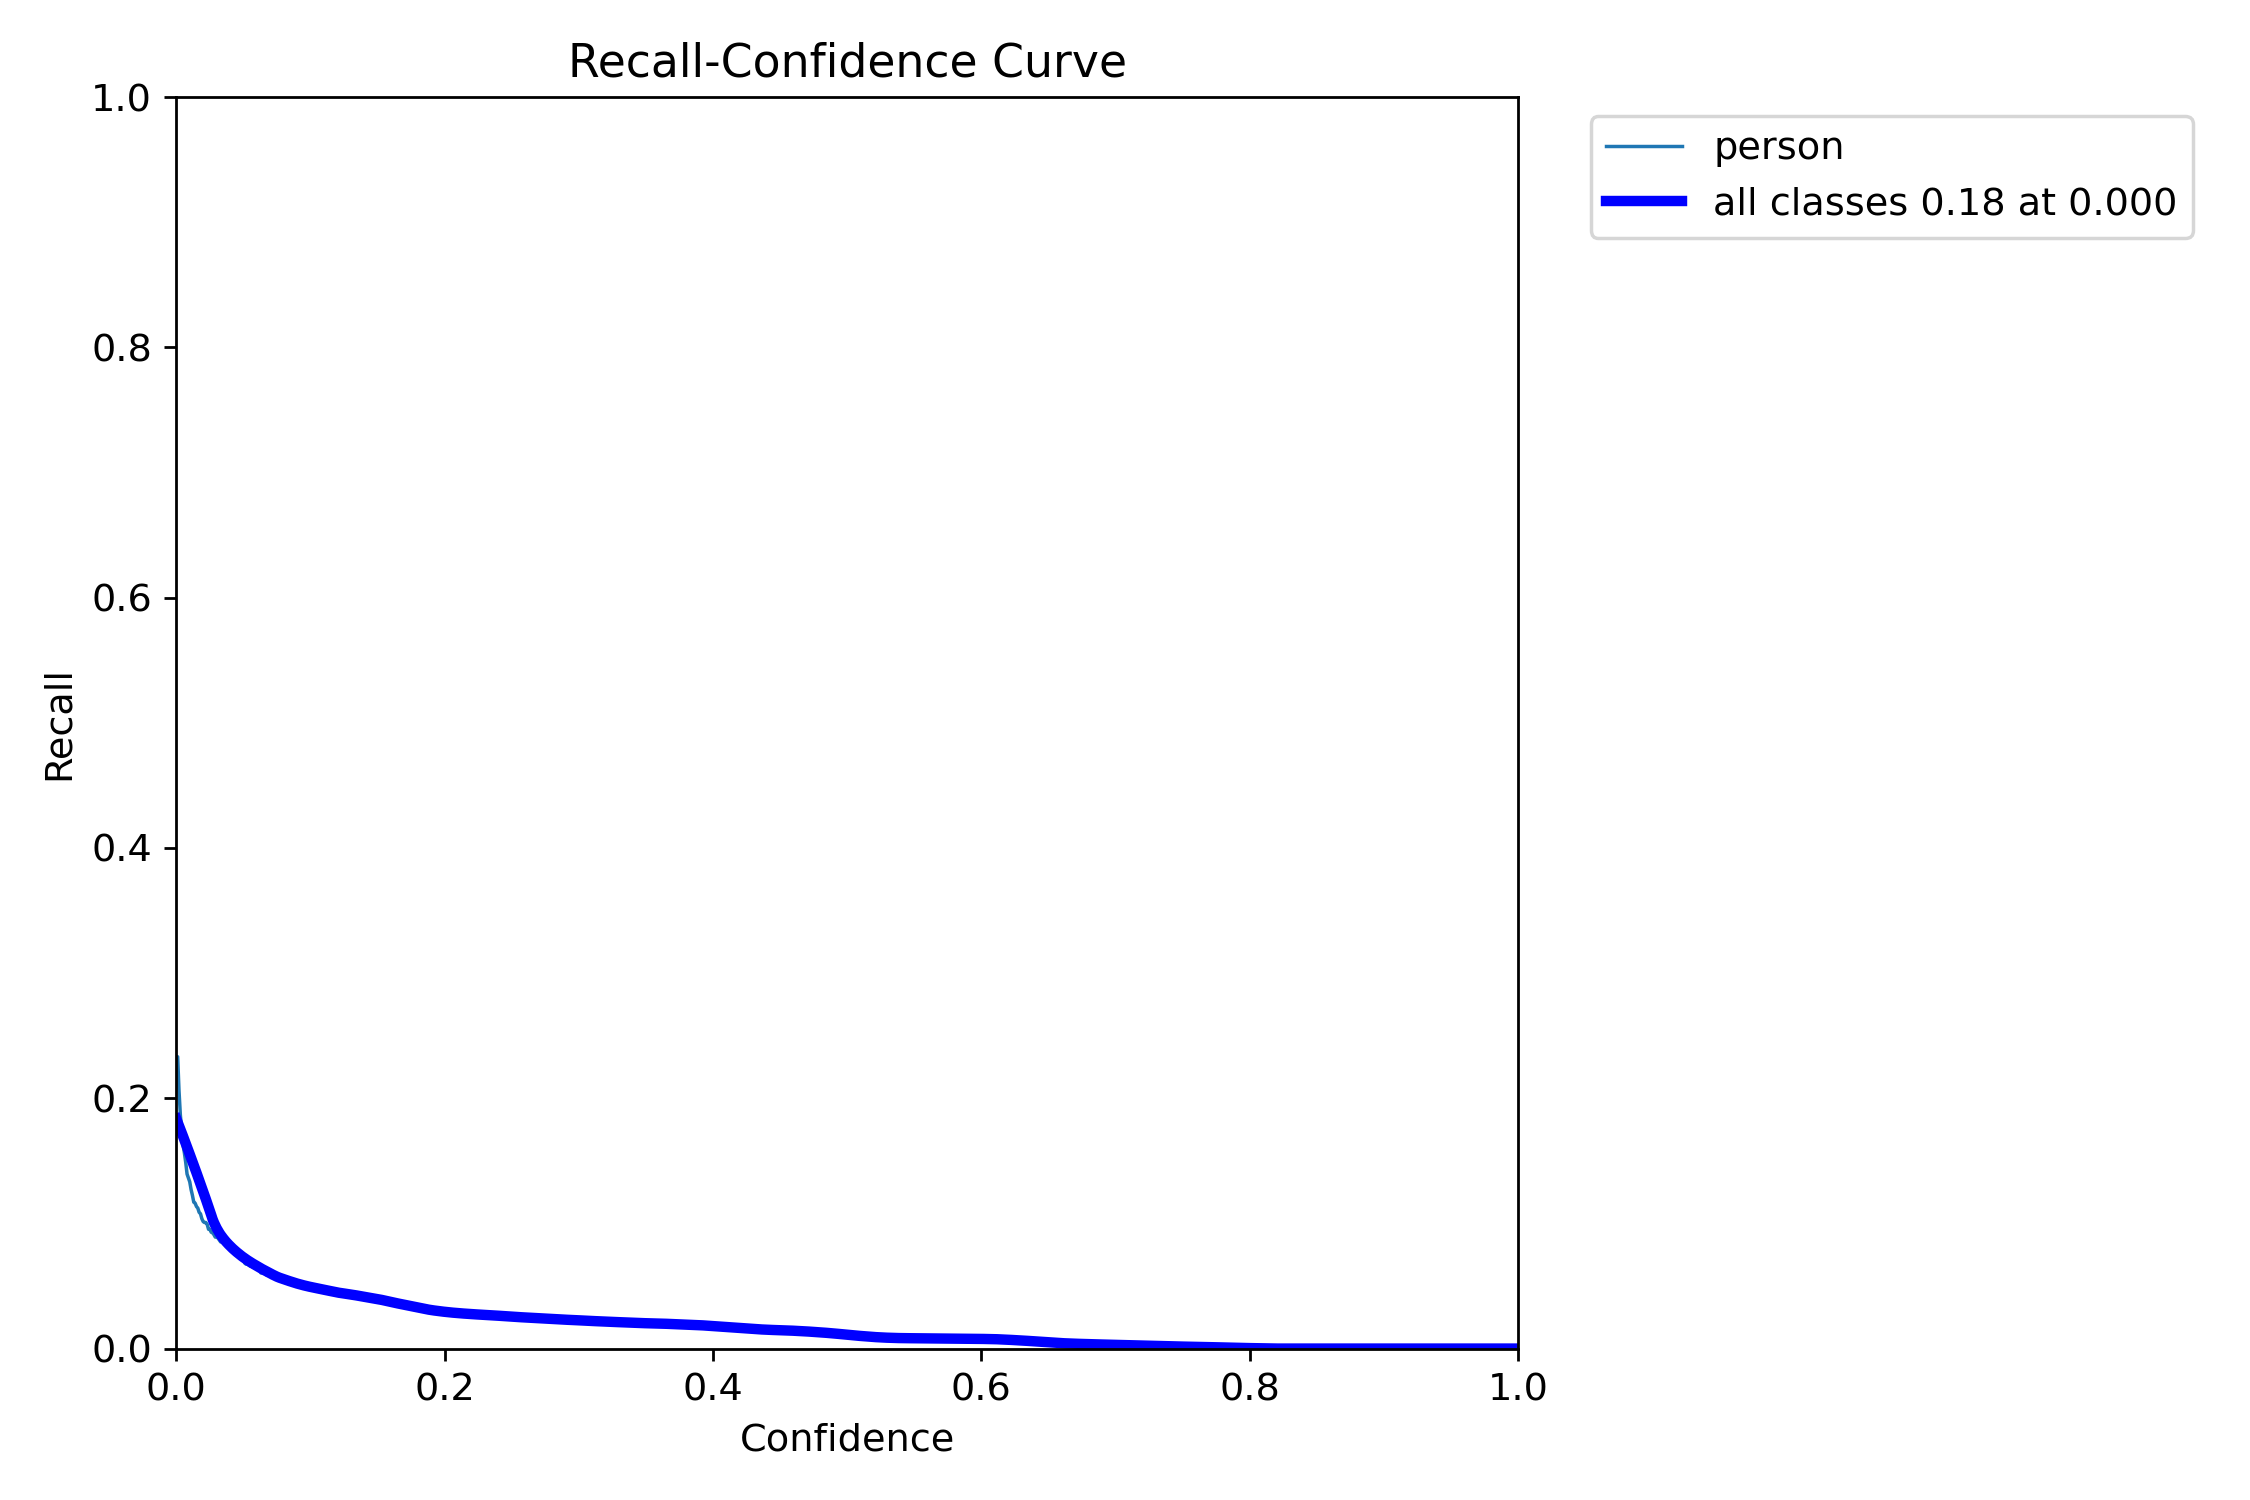 Recall-Confidence Curve
person
all classes 0.18 at 0.000
1.0
0.8
0.6
0.4
0.2
0.0
Recall
0.0 0.2 0.4 0.6 0.8 1.0
Confidence